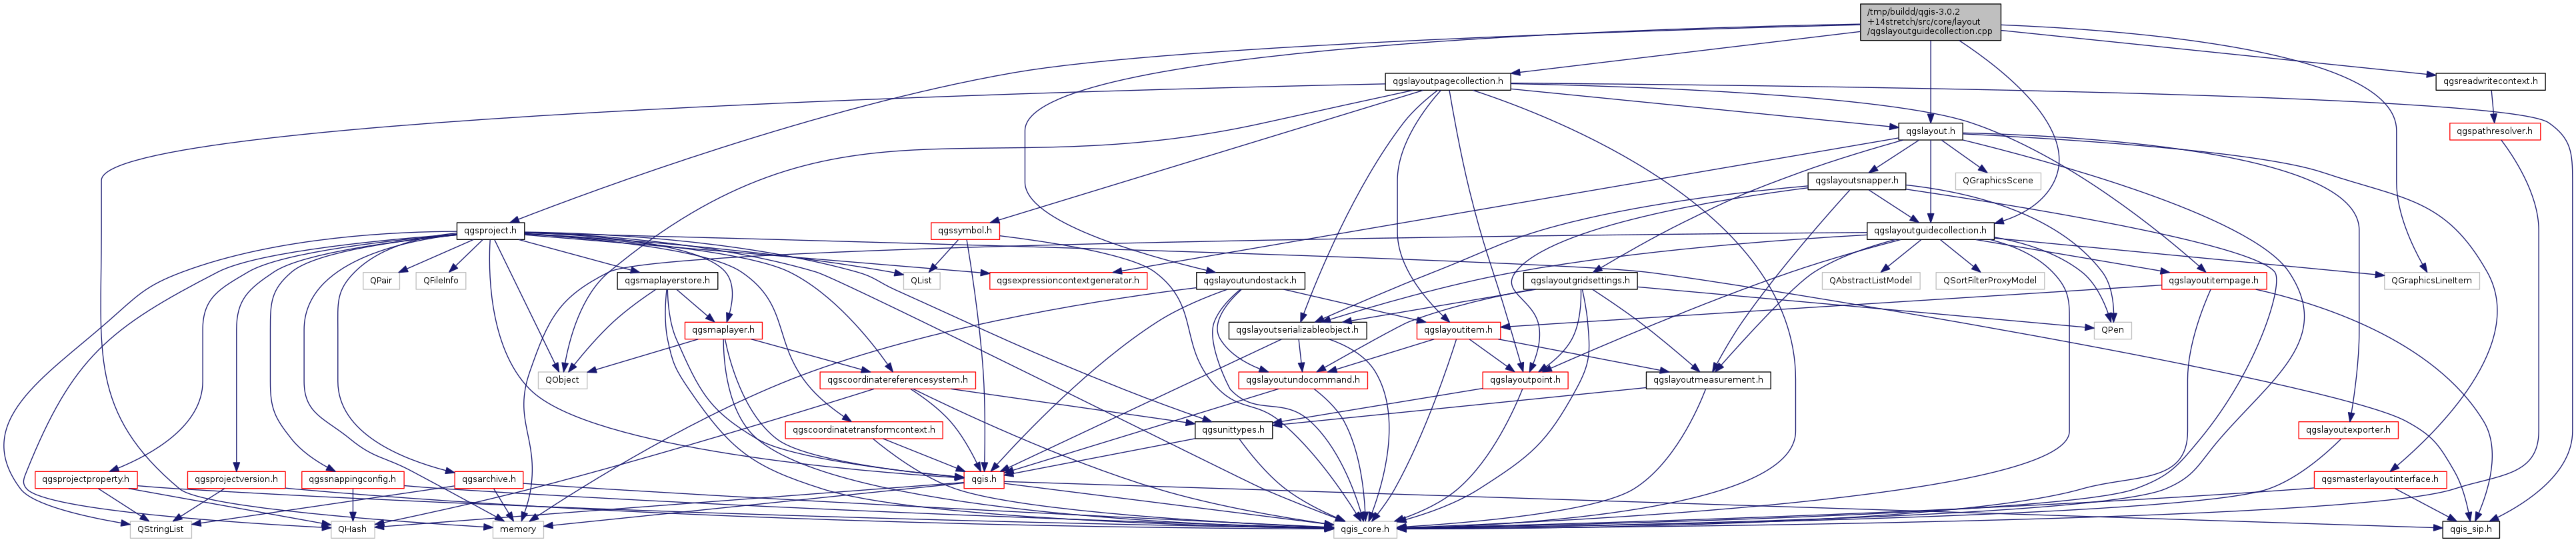 /tmp/buildd/qgis-3.0.2
+14stretch/src/core/layout
/qgslayoutguidecollection.cpp
qgslayoutpagecollection.h
qgsreadwritecontext.h
qgslayout.h
qgspathresolver.h
qgslayoutsnapper.h
QGraphicsScene
qgsproject.h
qgssymbol.h
qgslayoutguidecollection.h
QPair
QFileInfo
qgsmaplayerstore.h
QList
qgsexpressioncontextgenerator.h
qgslayoutundostack.h
qgslayoutgridsettings.h
QAbstractListModel
QSortFilterProxyModel
qgslayoutitempage.h
QGraphicsLineItem
qgsmaplayer.h
qgslayoutserializableobject.h
qgslayoutitem.h
QPen
QObject
qgscoordinatereferencesystem.h
qgslayoutundocommand.h
qgslayoutpoint.h
qgslayoutmeasurement.h
qgscoordinatetransformcontext.h
qgsunittypes.h
qgslayoutexporter.h
qgsprojectproperty.h
qgsprojectversion.h
qgssnappingconfig.h
qgsarchive.h
qgis.h
qgsmasterlayoutinterface.h
QStringList
QHash
memory
qgis_core.h
qgis_sip.h